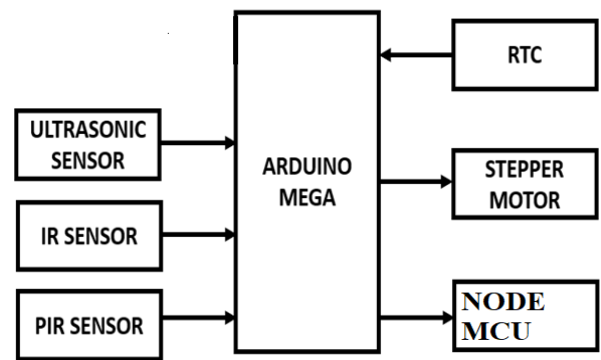 ULTRASONIC
SENSOR
IR SENSOR
PIR SENSOR
ARDUINO
MEGA
RTC
STEPPER
MOTOR
NODE
MCU